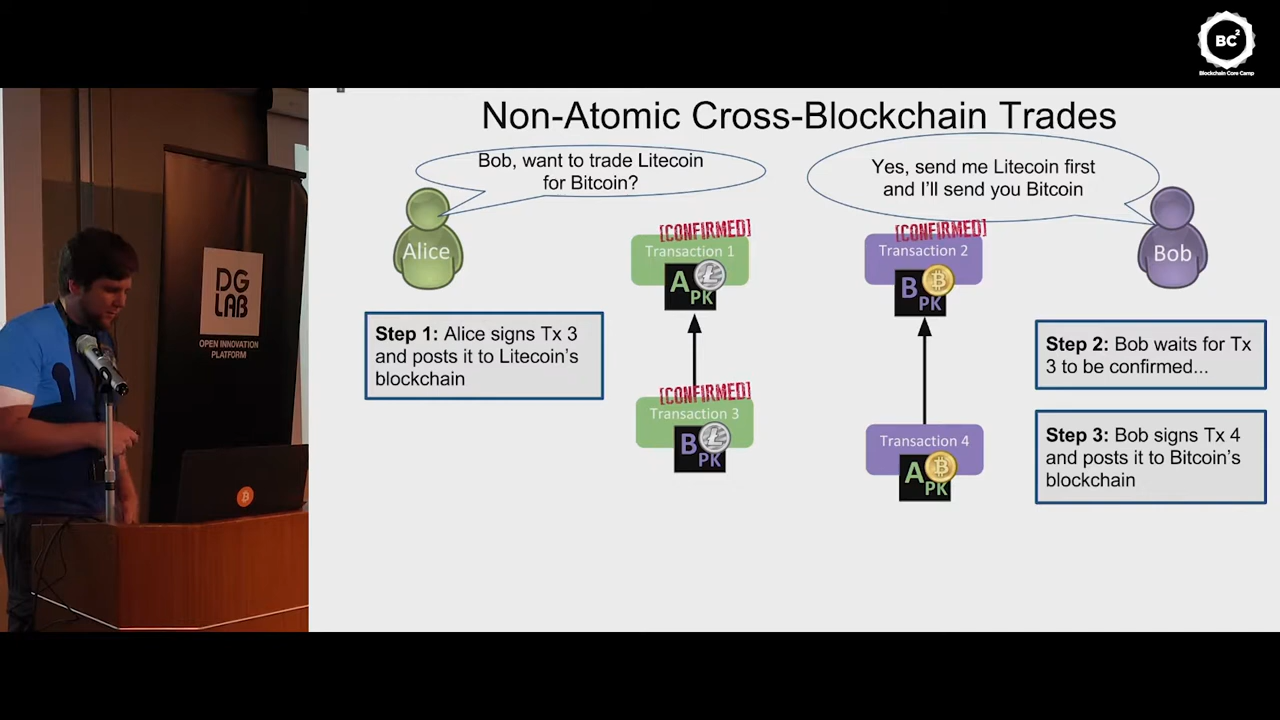 BC²
Blockchain Core Camp
Non-Atomic Cross-Blockchain Trades
Bob, want to trade Litecoin
for Bitcoin?
Yes, send me Litecoin first
and I'll send you Bitcoin
Alice
[CONFIRMED]
Transaction 1
A
PK
[CONFIRMED]
Transaction 2
B
PK
Bob
DG
LAB
OPEN INNOVATION
PLATFORM
Step 1: Alice signs Tx 3
and posts it to Litecoin's
blockchain
Step 2: Bob waits for Tx
3 to be confirmed...
[CONFIRMED]
Transaction 3
B
PK
Transaction 4
A
PK
Step 3: Bob signs Tx 4
and posts it to Bitcoin's
blockchain